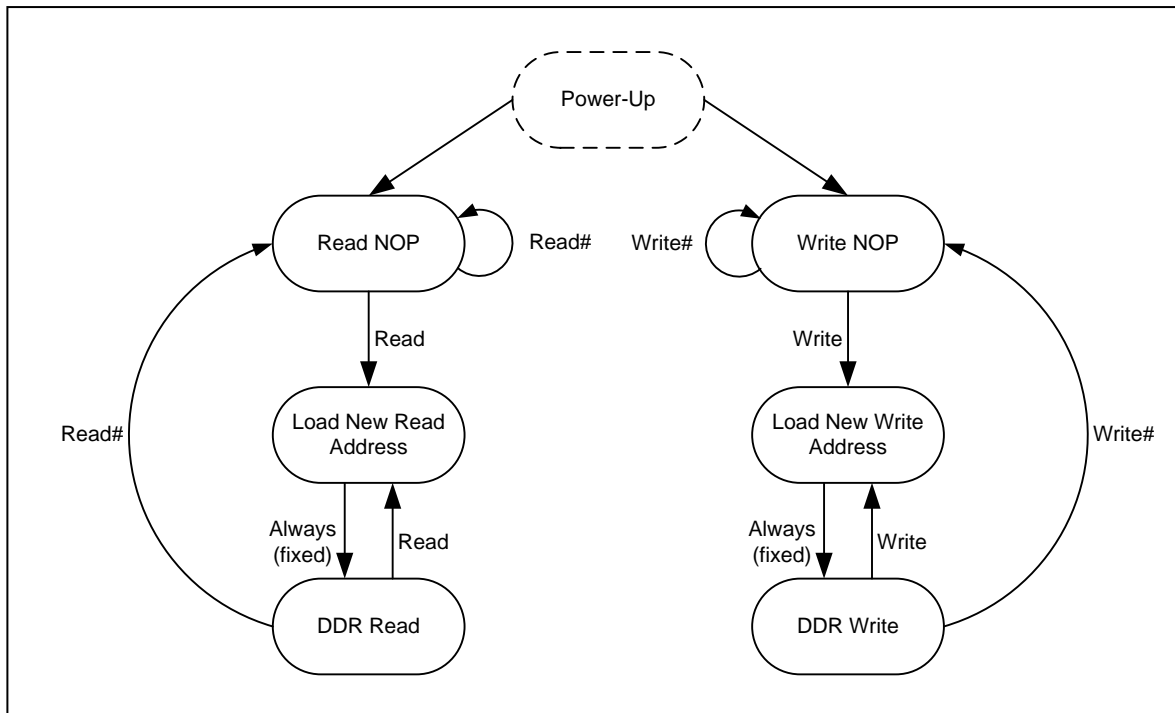 Power-Up
Read NOP
Read#
Write#
Write NOP
Read
Write
Load New Read
Address
Load New Write
Address
Read#
Write#
Always
(fixed)
Read
Always
(fixed)
Write
DDR Read
DDR Write